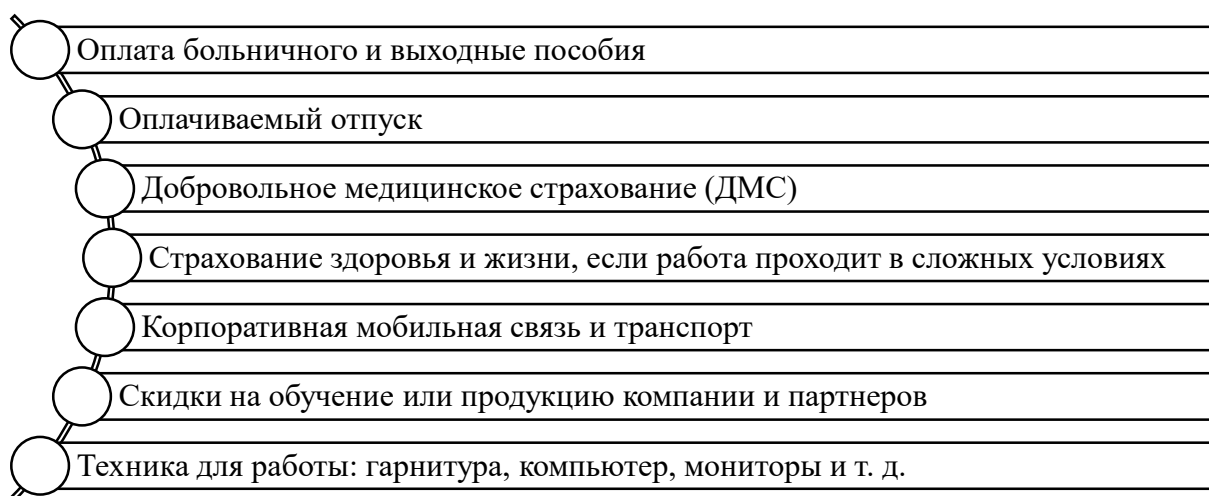 Оплата больничного и выходные пособия
Оплачиваемый отпуск
Добровольное медицинское страхование (ДМС)
Страхование здоровья и жизни, если работа проходит в сложных условиях
Корпоративная мобильная связь и транспорт
Скидки на обучение или продукцию компании и партнеров
Техника для работы: гарнитура, компьютер, мониторы и т. д.